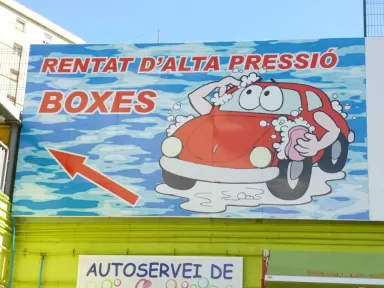 RENTAT D'ALTA PRESSIÓ
BOXES
AUTOSERVEI DE